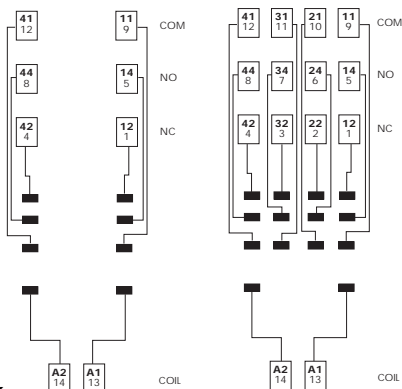 41 11 COM
12 9
44 14 NO
8 5
42 12 NC
4 1
A2 A1 COIL
14 13
41 31 21 11 COM
12 11 10 9
44 34 24 14 NO
8 7 6 5
42 32 22 12 NC
4 3 2 1
A2 A1 COIL
14 13